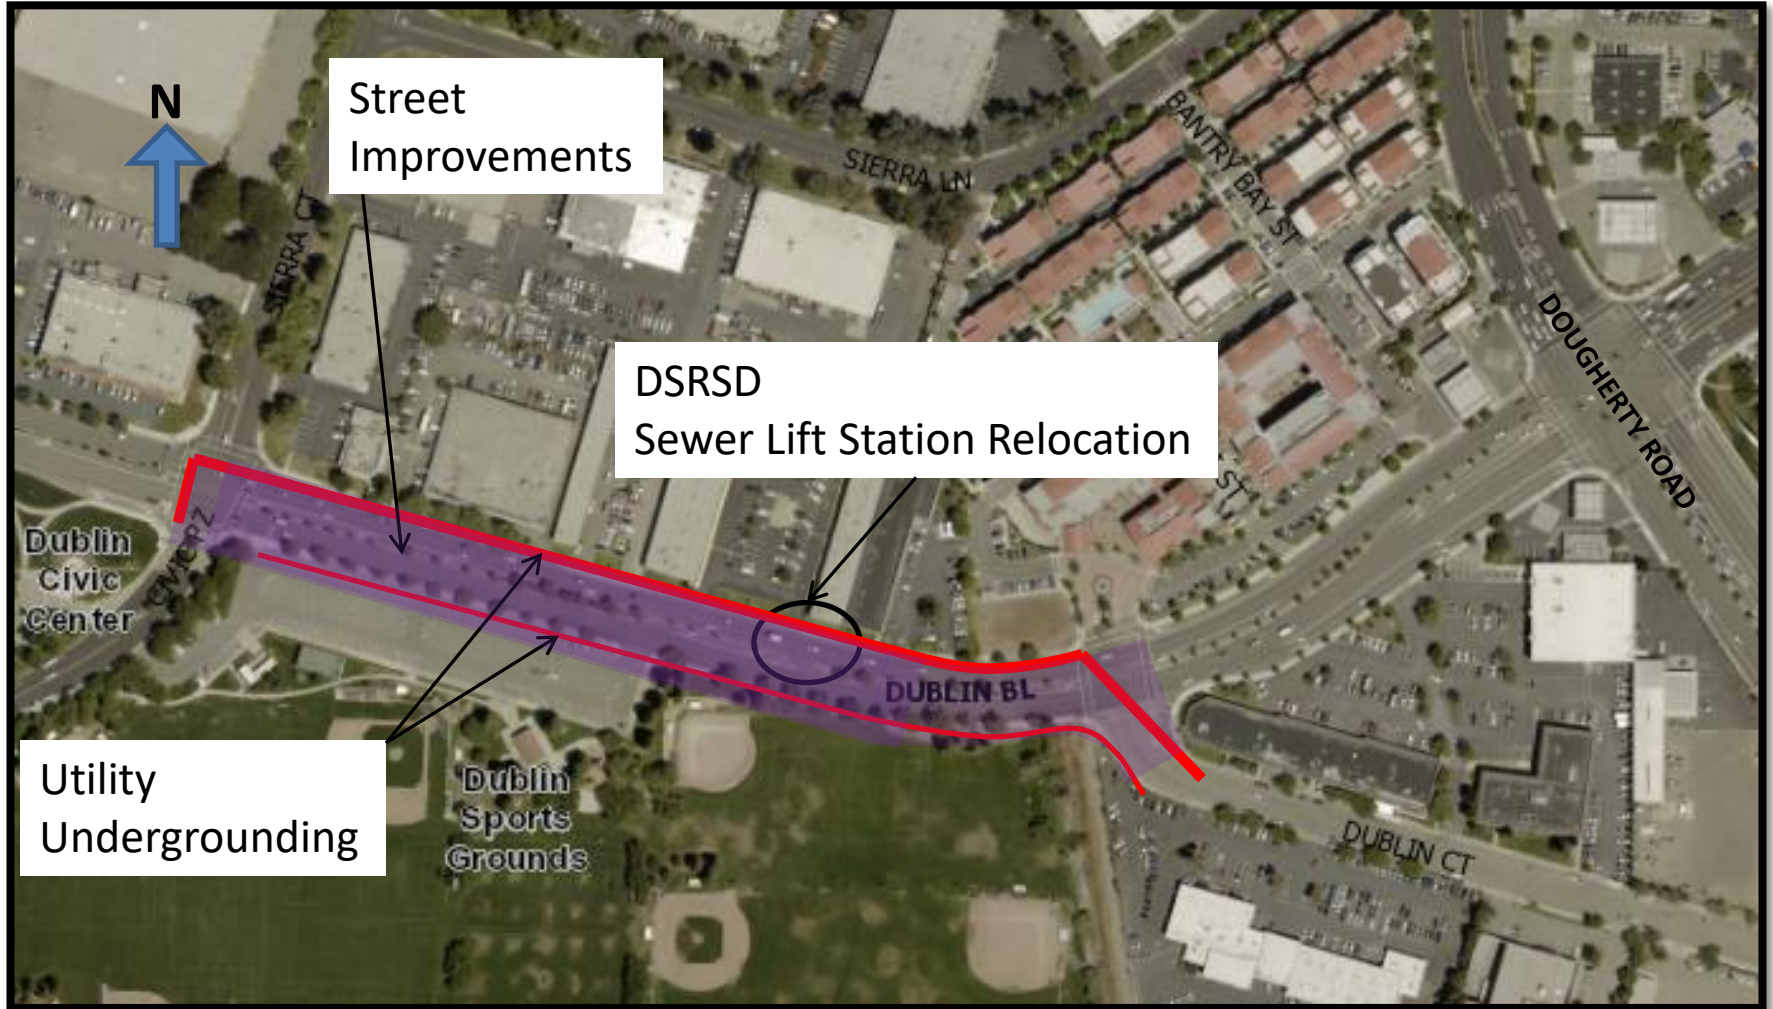 N
Street
Improvements
SIERRA LN
BANTRY BAY ST
SIERRA CT
DOUGHERTY ROAD
DSRSD
Sewer Lift Station Relocation
ST
CIVIC PZ
Dublin
Civic
Center
DUBLIN BL
Utility
Undergrounding
Dublin
Sports
Grounds
DUBLIN CT